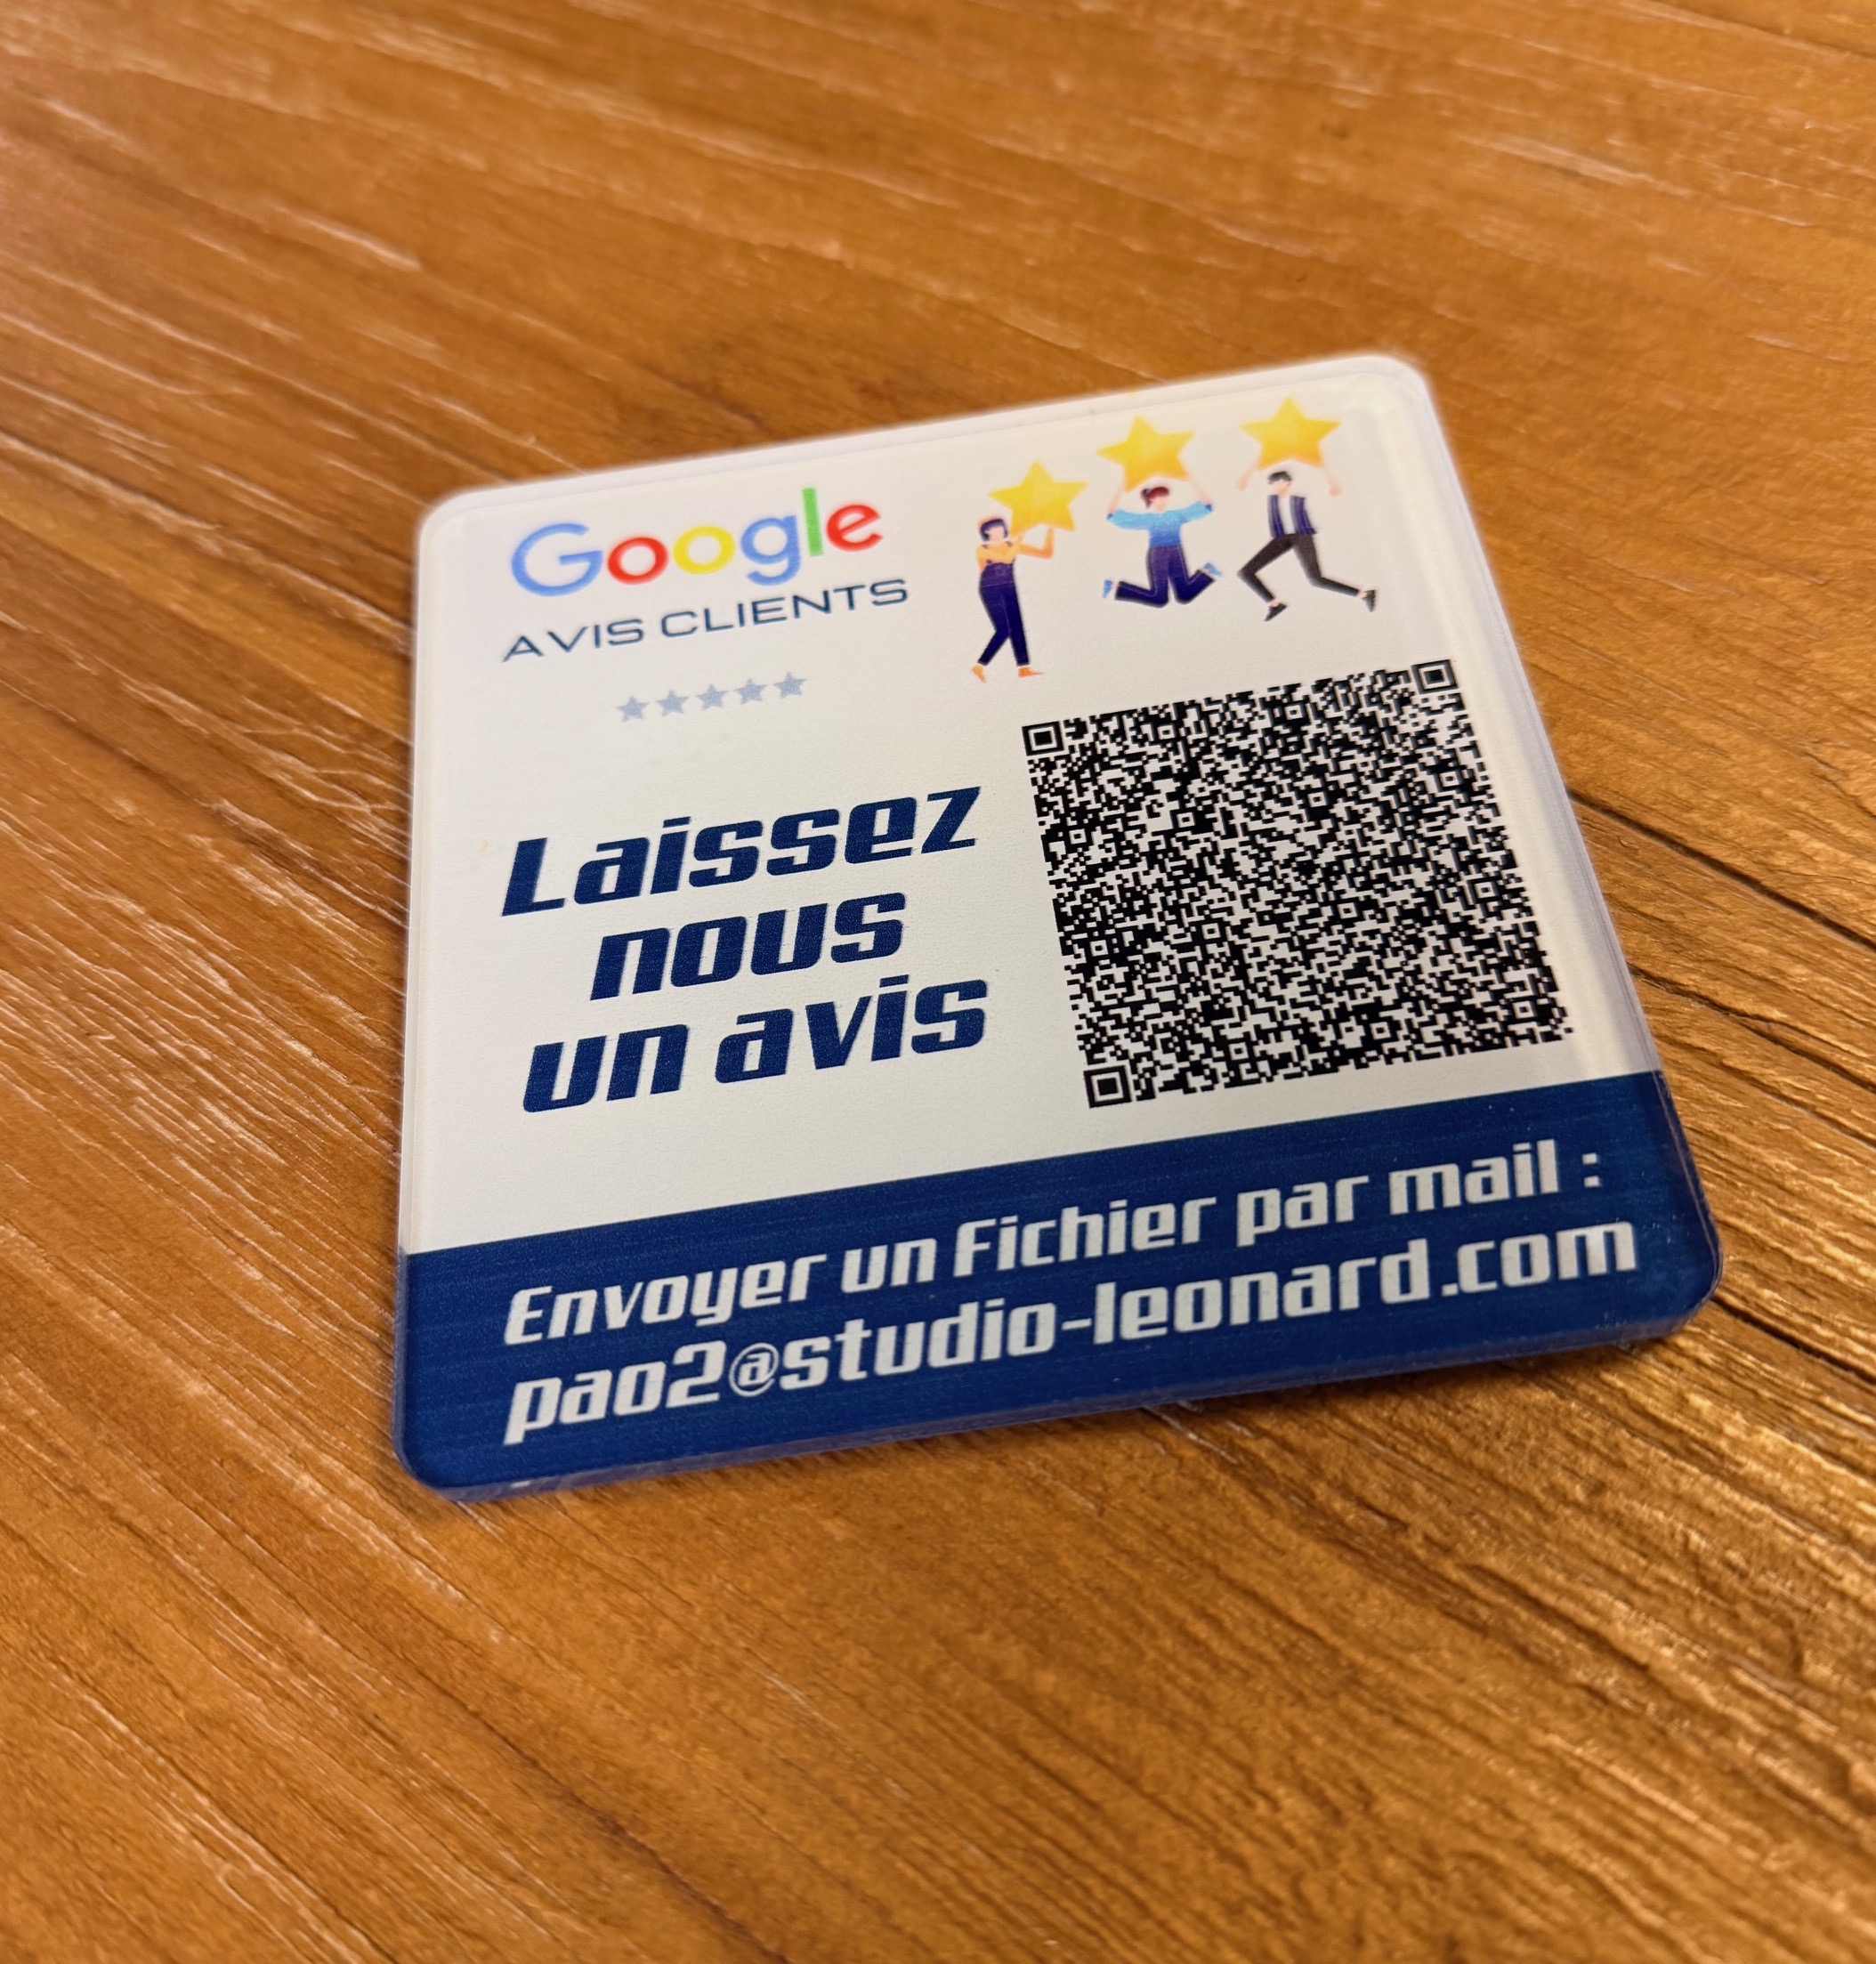 Google
AVIS CLIENTS
Laissez
nous
un avis
Envoyer un Fichier par mail :
pao2@studio-leonard.com